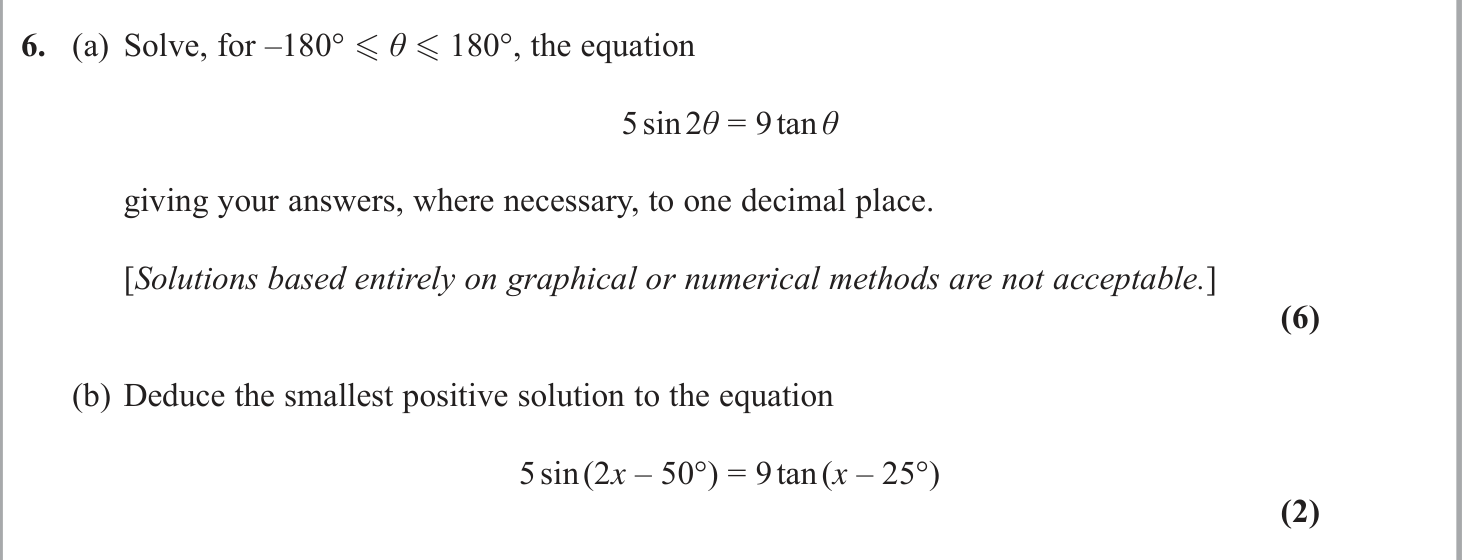 6. (a) Solve, for –180° ⩽ θ ⩽ 180°, the equation
5 sin 2θ = 9 tan θ
giving your answers, where necessary, to one decimal place.
[Solutions based entirely on graphical or numerical methods are not acceptable.]
(6)
(b) Deduce the smallest positive solution to the equation
5 sin (2x – 50°) = 9 tan (x – 25°)
(2)